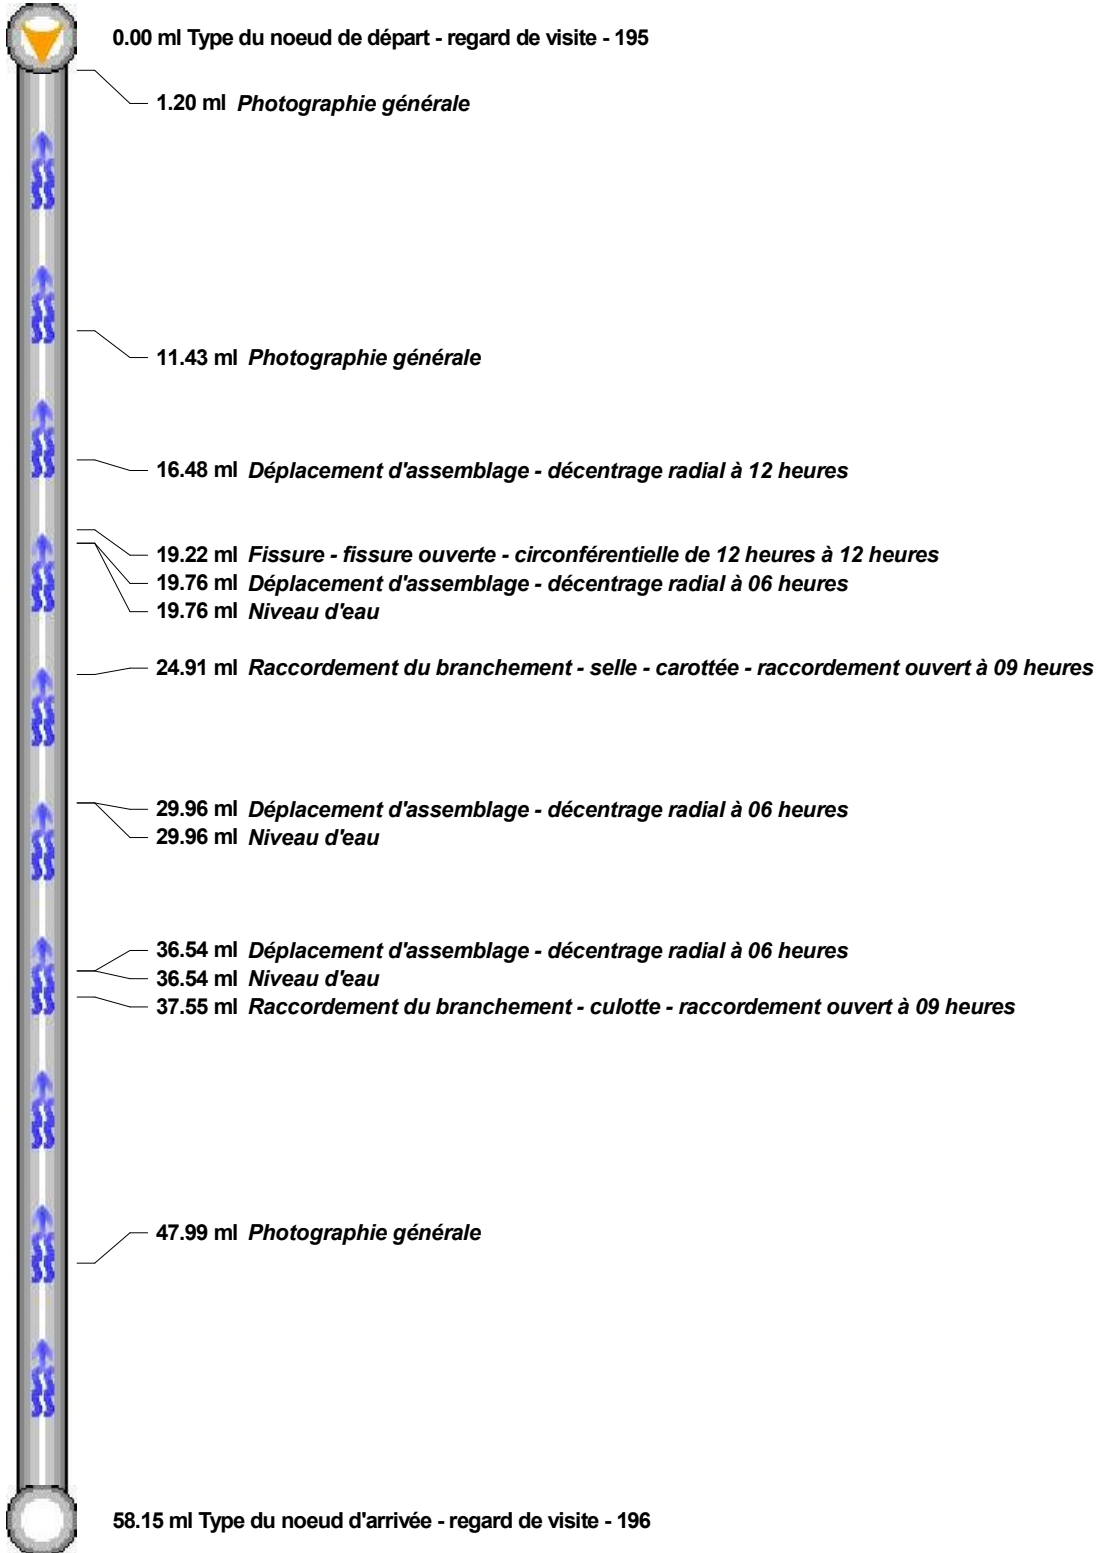 0.00 ml Type du noeud de départ - regard de visite - 195
1.20 ml Photographie générale
11.43 ml Photographie générale
16.48 ml Déplacement d'assemblage - décentrage radial à 12 heures
19.22 ml Fissure - fissure ouverte - circonférentielle de 12 heures à 12 heures
19.76 ml Déplacement d'assemblage - décentrage radial à 06 heures
19.76 ml Niveau d'eau
24.91 ml Raccordement du branchement - selle - carottée - raccordement ouvert à 09 heures
29.96 ml Déplacement d'assemblage - décentrage radial à 06 heures
29.96 ml Niveau d'eau
36.54 ml Déplacement d'assemblage - décentrage radial à 06 heures
36.54 ml Niveau d'eau
37.55 ml Raccordement du branchement - culotte - raccordement ouvert à 09 heures
47.99 ml Photographie générale
58.15 ml Type du noeud d'arrivée - regard de visite - 196